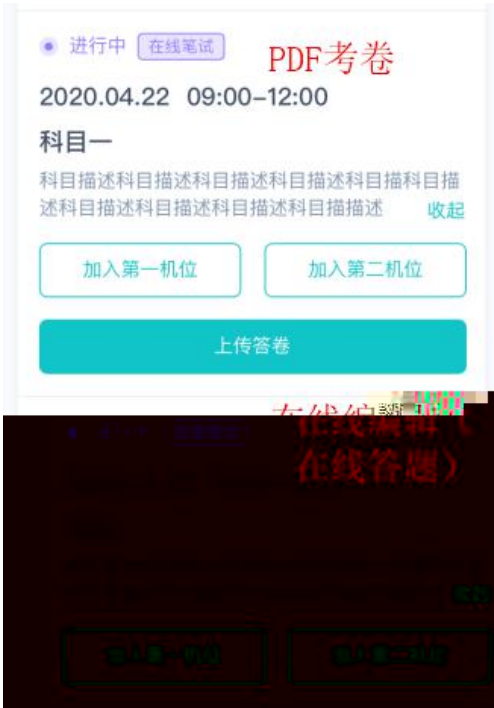 进行中 在线笔试
PDF考卷
2020.04.22 09:00-12:00
科目一
科目描述科目描述科目描述科目描述科目描科目描
述科目描述科目描述科目描述科目描描述 收起
加入第一机位 加入第二机位
上传答卷
在线编辑（
在线答题）